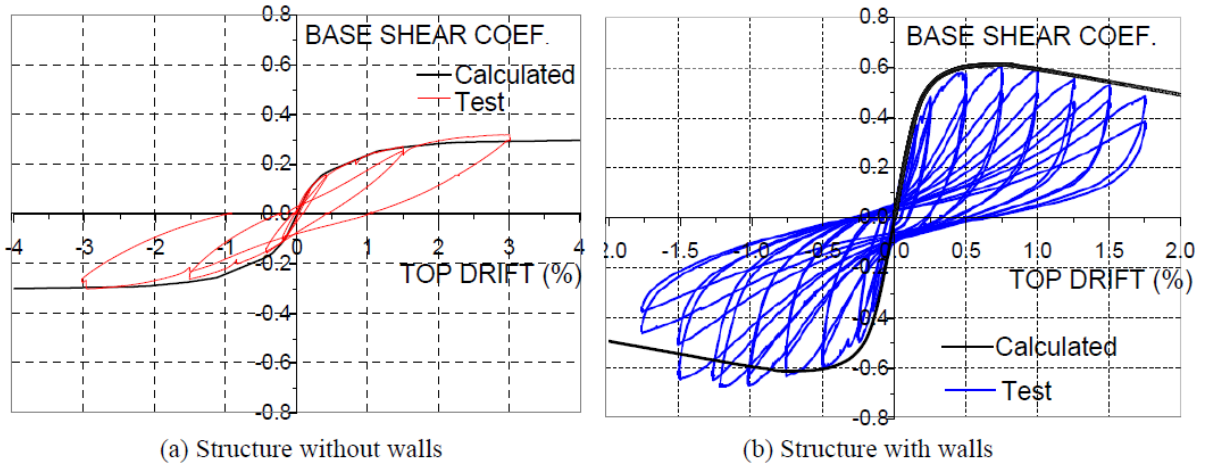 0.8
BASE SHEAR COEF.
Calculated
Test
0.6
0.4
0.2
0.0
-4 -3 -2 -1 0 1 2 3 4
-0.2
TOP DRIFT (%)
-0.4
-0.6
-0.8
(a) Structure without walls
0.8
BASE SHEAR COEF.
0.6
0.4
0.2
0.0
2.0 -1.5 -1.0 -0.5 0.0 0.5 1.0 1.5 2.0
-0.2
TOP DRIFT (%)
-0.4
Calculated
-0.6
Test
-0.8
(b) Structure with walls